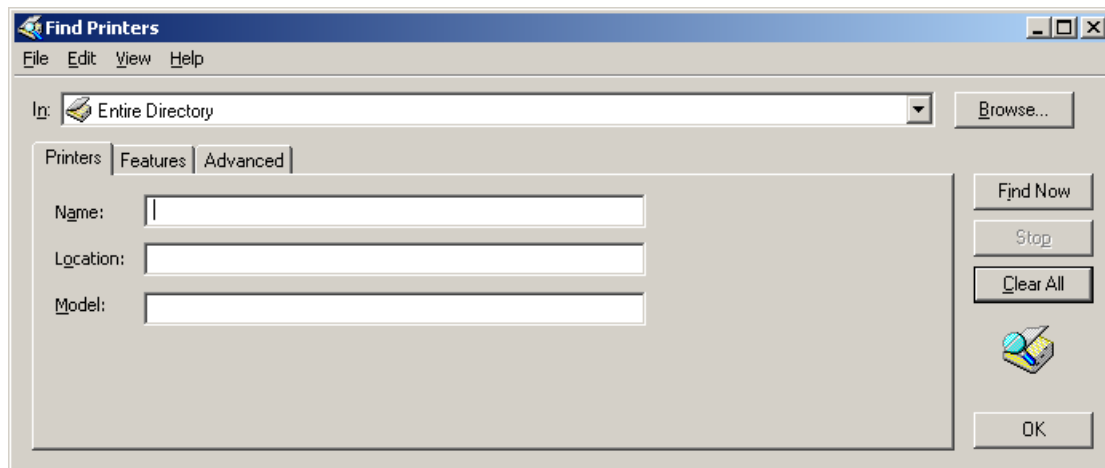 Find Printers
File Edit View Help
In: Entire Directory Browse...
Printers Features Advanced
Find Now
Name:
Stop
Location:
Clear All
Model:
OK